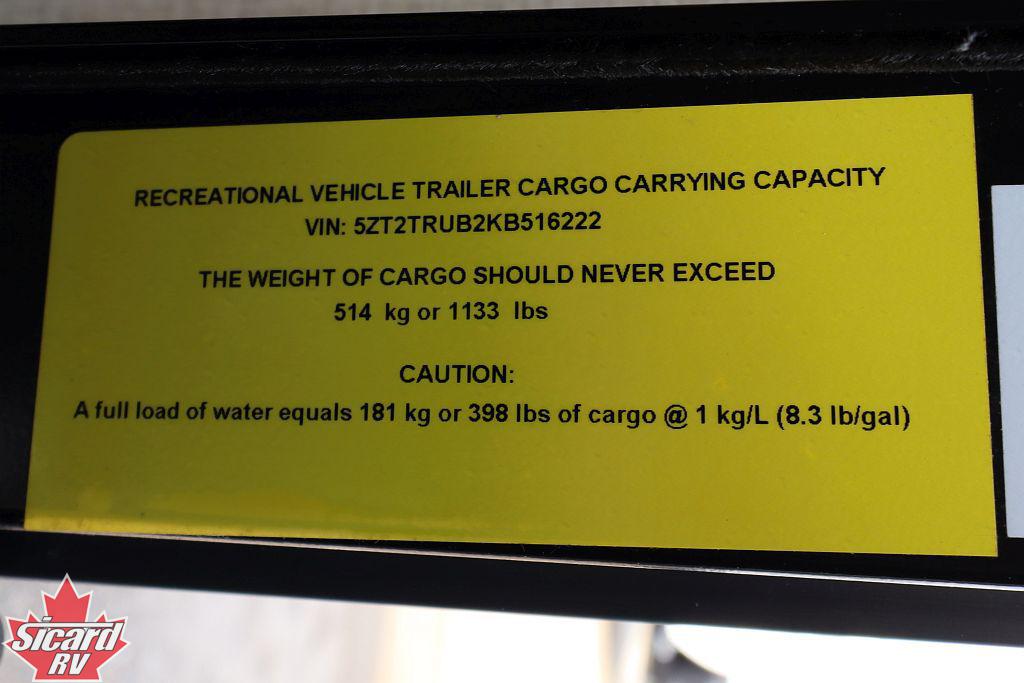 RECREATIONAL VEHICLE TRAILER CARGO CARRYING CAPACITY
VIN: 5ZT2TRUB2KB516222
THE WEIGHT OF CARGO SHOULD NEVER EXCEED
514 kg or 1133 lbs
CAUTION:
A full load of water equals 181 kg or 398 lbs of cargo @ 1 kg/L (8.3 lb/gal)
Sicard
RV